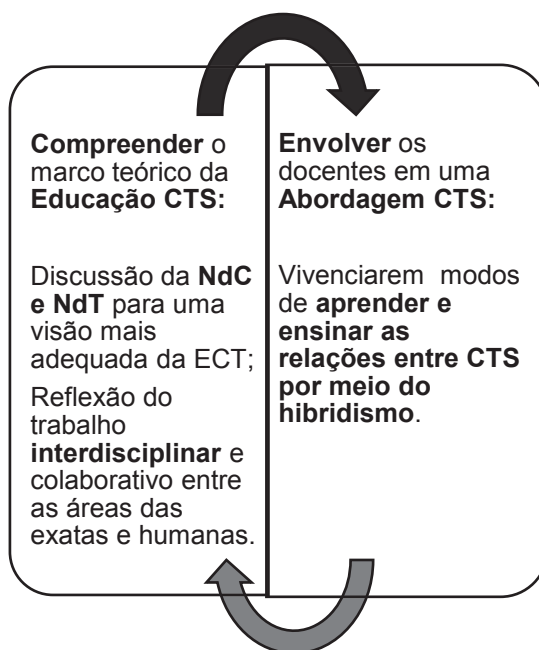 Compreender o
marco teórico da
Educação CTS:
Discussão da NdC
e NdT para uma
visão mais
adequada da ECT;
Reflexão do
trabalho
interdisciplinar e
colaborativo entre
as áreas das
exatas e humanas.
Envolver os
docentes em uma
Abordagem CTS:
Vivenciarem modos
de aprender e
ensinar as
relações entre CTS
por meio do
hibridismo.